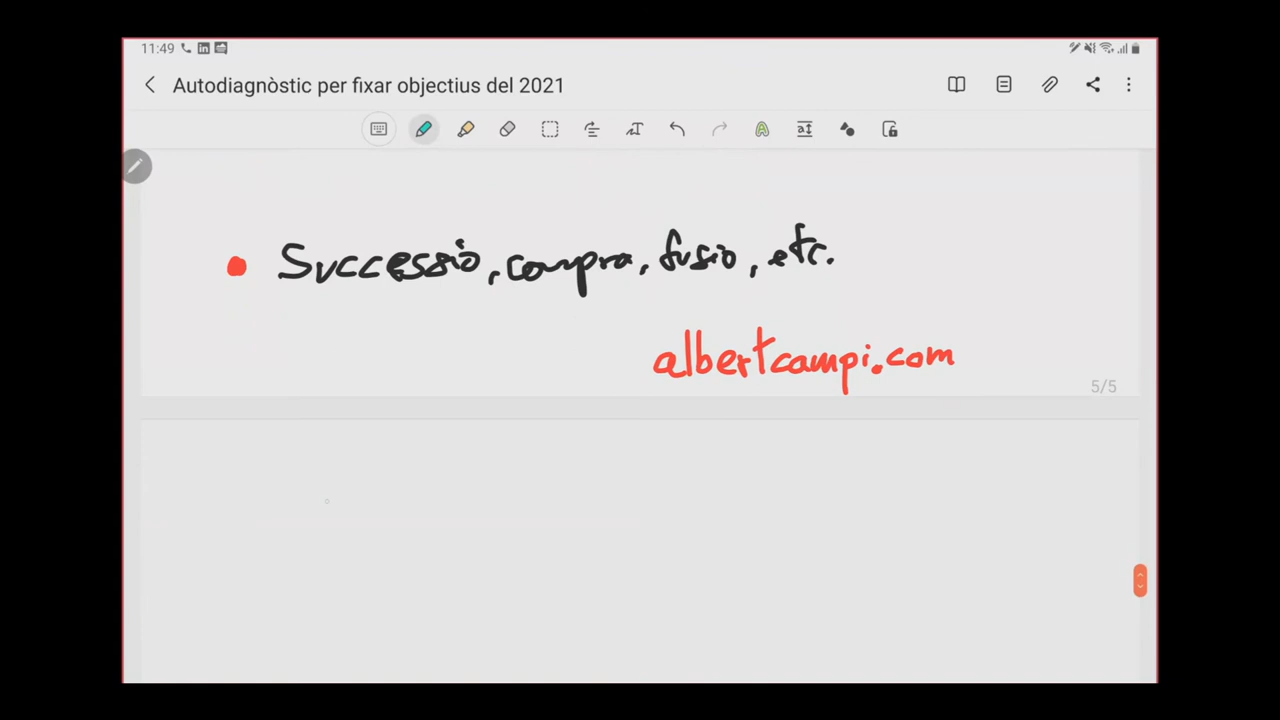 11:49
Autodiagnòstic per fixar objectius del 2021
Successió, compra, fusió, etc.
albertcampi.com
5/5